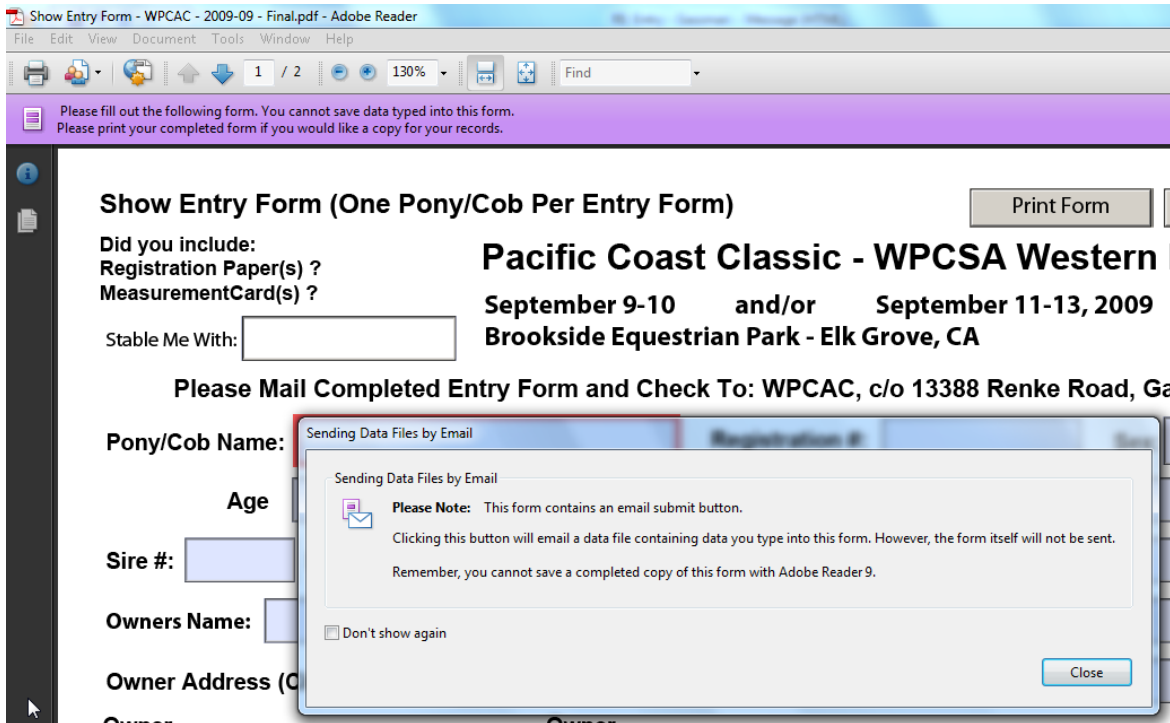 Show Entry Form - WPCAC - 2009-09 - Final.pdf - Adobe Reader
File Edit View Document Tools Window Help
1 / 2 130% Find
Please fill out the following form. You cannot save data typed into this form.
Please print your completed form if you would like a copy for your records.
Show Entry Form (One Pony/Cob Per Entry Form)
Print Form
Did you include:
Registration Paper(s) ?
MeasurementCard(s) ?
Pacific Coast Classic - WPCSA Western
September 9-10 and/or September 11-13, 2009
Stable Me With:
Brookside Equestrian Park - Elk Grove, CA
Please Mail Completed Entry Form and Check To: WPCAC, c/o 13388 Renke Road, Ga
Pony/Cob Name:
Registration #:
Sex
Age
Sire #:
Owners Name:
Owner Address (C
Sending Data Files by Email
Sending Data Files by Email
Please Note: This form contains an email submit button.
Clicking this button will email a data file containing data you type into this form. However, the form itself will not be sent.
Remember, you cannot save a completed copy of this form with Adobe Reader 9.
Don't show again
Close
Owner
Owner